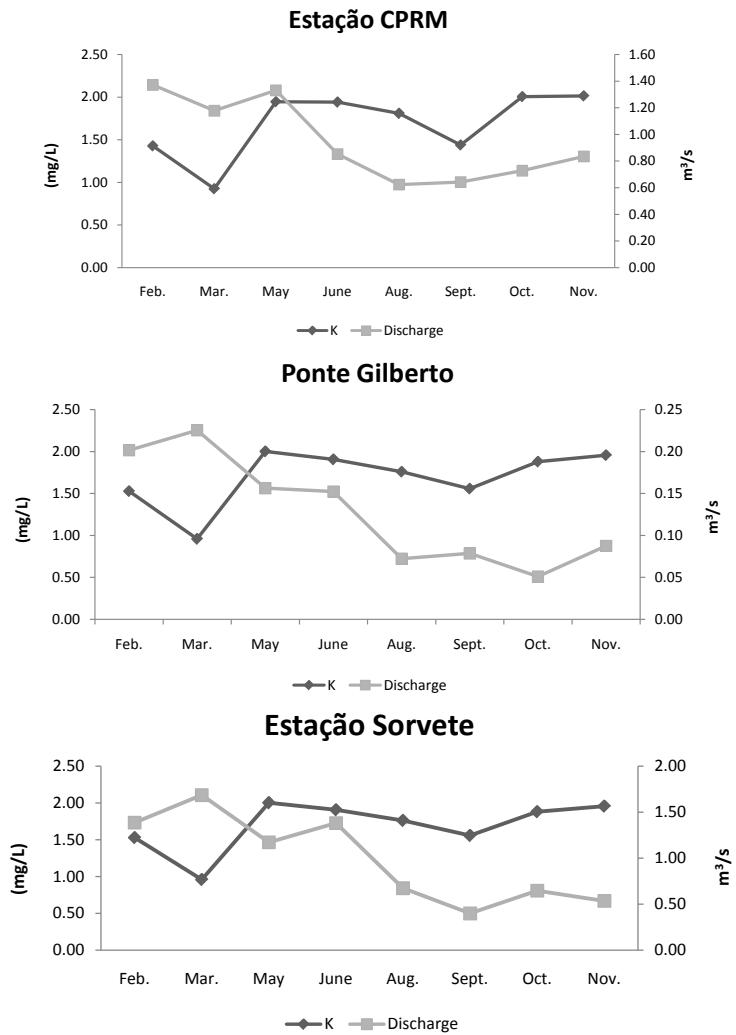 Estação CPRM
2.50 1.60
2.00 1.40
1.50 1.20
1.00 1.00
0.50 0.80
0.00 0.60
0.40
0.20
0.00
(mg/L)
m³/s
Feb. Mar. May June Aug. Sept. Oct. Nov.
K Discharge
Ponte Gilberto
2.50 0.25
2.00 0.20
1.50 0.15
1.00 0.10
0.50 0.05
0.00 0.00
(mg/L)
m³/s
Feb. Mar. May June Aug. Sept. Oct. Nov.
K Discharge
Estação Sorvete
2.50 2.00
2.00 1.50
1.50 1.00
1.00 0.50
0.50 0.00
0.00
(mg/L)
m³/s
Feb. Mar. May June Aug. Sept. Oct. Nov.
K Discharge